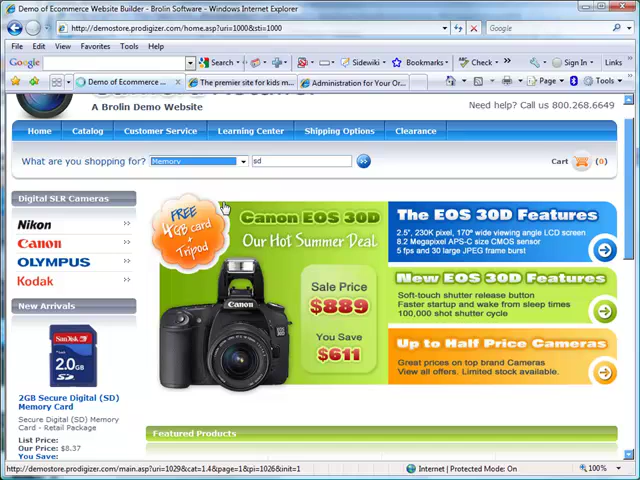 Demo of Ecommerce Website Builder - Brolin Software - Windows Internet Explorer
http://demostore.prodigizer.com/home.asp?uri=1000&sti=1000
Google
File Edit View Favorites Tools Help
Google Search Sidewiki Bookmarks Check Sign In
Demo of Ecommerce ... The premier site for kids m... Administration for Your Or... Page Tools
A Brolin Demo Website
Need help? Call us 800.268.6649
Home Catalog Customer Service Learning Center Shipping Options Clearance
What are you shopping for? Memory sd Cart (0)
Digital SLR Cameras
Nikon
Canon
OLYMPUS
Kodak
New Arrivals
SanDisk
2.0GB
SD
2GB Secure Digital (SD)
Memory Card
Secure Digital (SD) Memory
Card - Retail Package
List Price:
Our Price: $8.37
You Save:
FREE
4GB card
+
Tripod
Canon EOS 30D
Our Hot Summer Deal
Canon
Sale Price
$889
You Save
$611
The EOS 30D Features
2.5", 230K pixel, 170º wide viewing angle LCD screen
8.2 Megapixel APS-C size CMOS sensor
5 fps and 30 large JPEG frame burst
New EOS 30D Features
Soft-touch shutter release button
Faster startup and wake from sleep times
100,000 shot shutter cycle
Up to Half Price Cameras
Great prices on top brand Cameras
View all offers. Limited stock available.
Featured Products
http://demostore.prodigizer.com/main.asp?uri=1029&cat=1.4&page=1&pi=1026&init=1
Internet | Protected Mode: On
100%